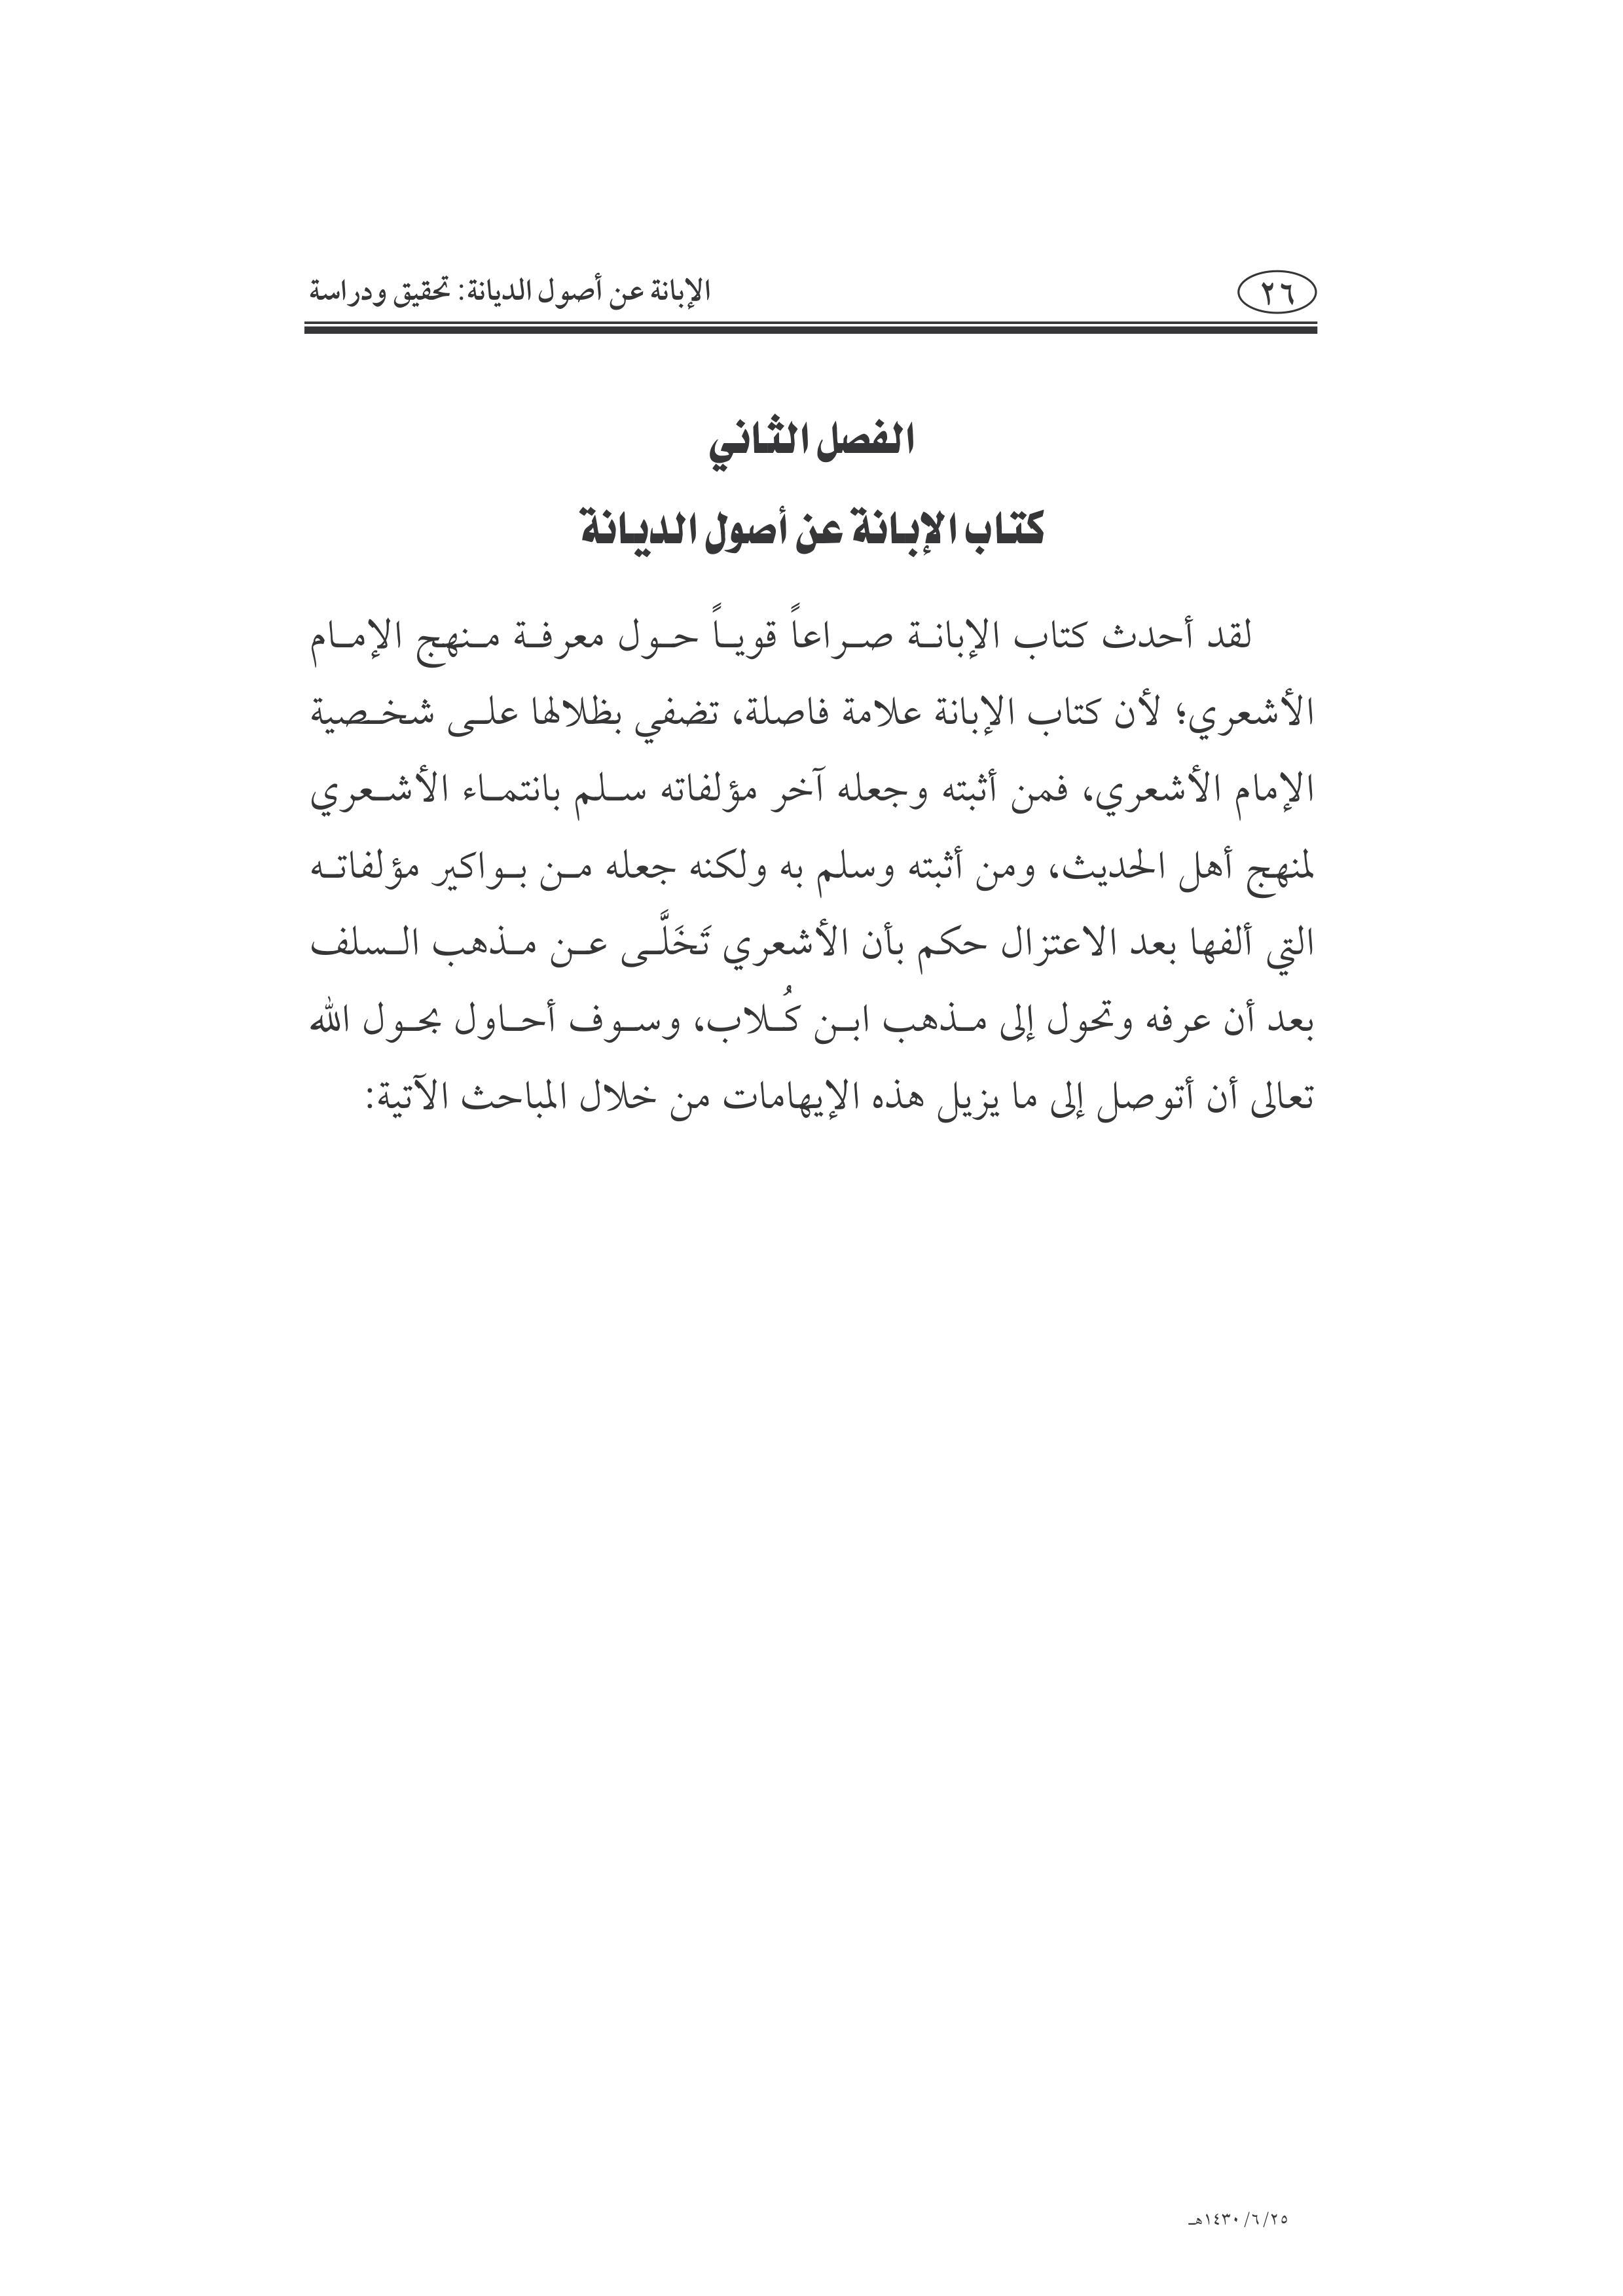 ٢٦
الإبانة عن أصول الديانة: تحقيق ودراسة
الفصل الثاني
كتاب الإبانة عن أصول الديانة
لقد أحدث كتاب الإبانة صراعاً قوياً حول معرفة منهج الإمام
الأشعري؛ لأن كتاب الإبانة علامة فاصلة، تضفي بظلالها على شخصية
الإمام الأشعري، فمن أثبته وجعله آخر مؤلفاته سلم بانتماء الأشعري
لمنهج أهل الحديث، ومن أثبته وسلم به ولكنه جعله من بواكير مؤلفاته
التي ألفها بعد الاعتزال حكم بأن الأشعري تَخَلَّى عن مذهب السلف
بعد أن عرفه وتحول إلى مذهب ابن كُلاب، وسوف أحاول بحول الله
تعالى أن أتوصل إلى ما يزيل هذه الإيهامات من خلال المباحث الآتية:
٢٥/٦/١٤٣٠هـ